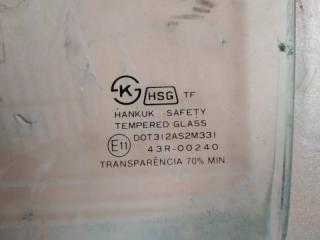 K HSG TF
HANKUK SAFETY
TEMPERED GLASS
E11 DOT312AS2M331
43R-00240
TRANSPARÊNCIA 70% MIN